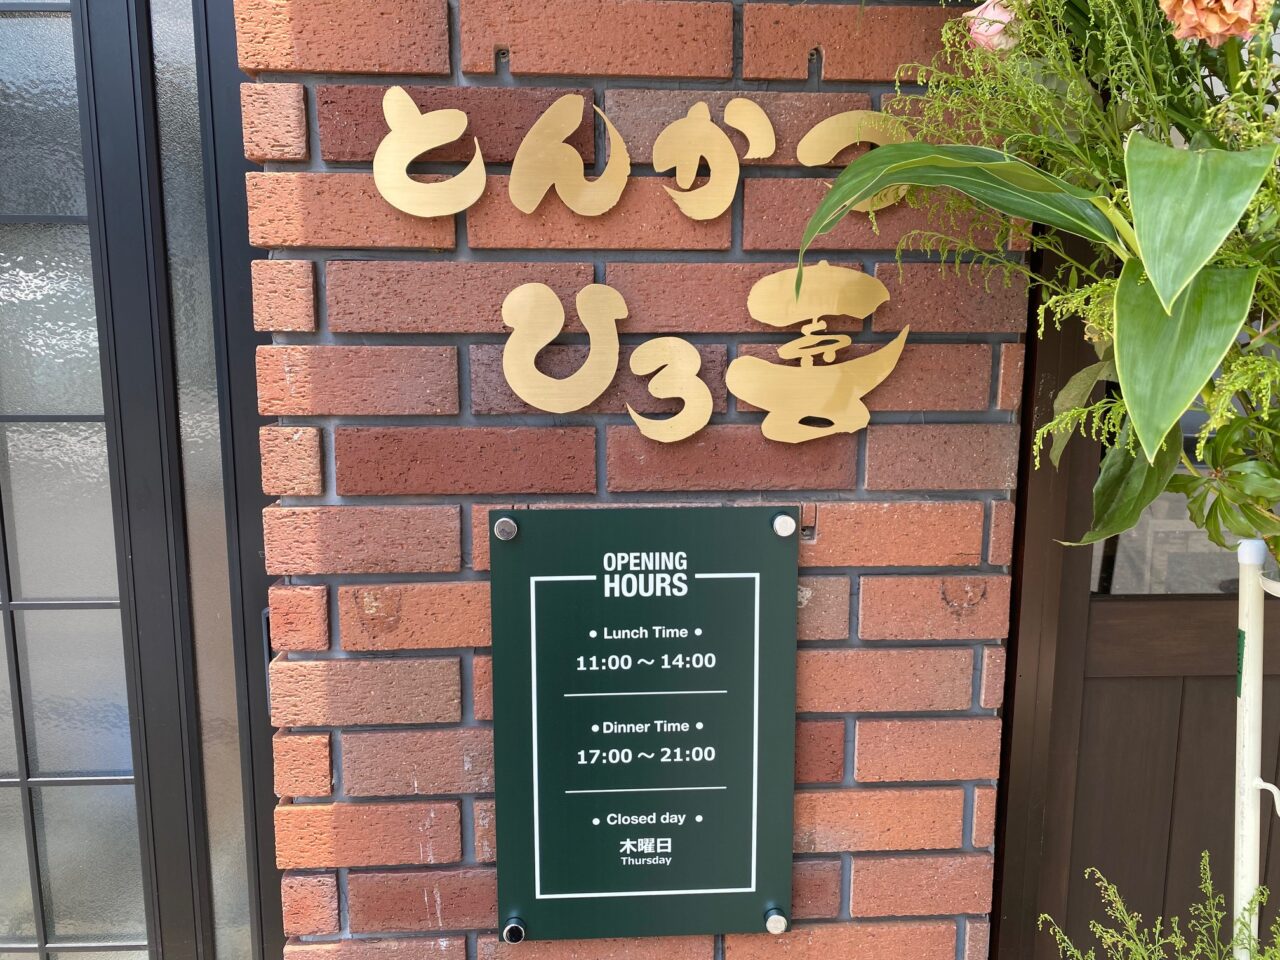 とんかつ
ひろ喜
OPENING
HOURS
• Lunch Time •
11:00～14:00
• Dinner Time •
17:00～21:00
• Closed day •
木曜日
Thursday